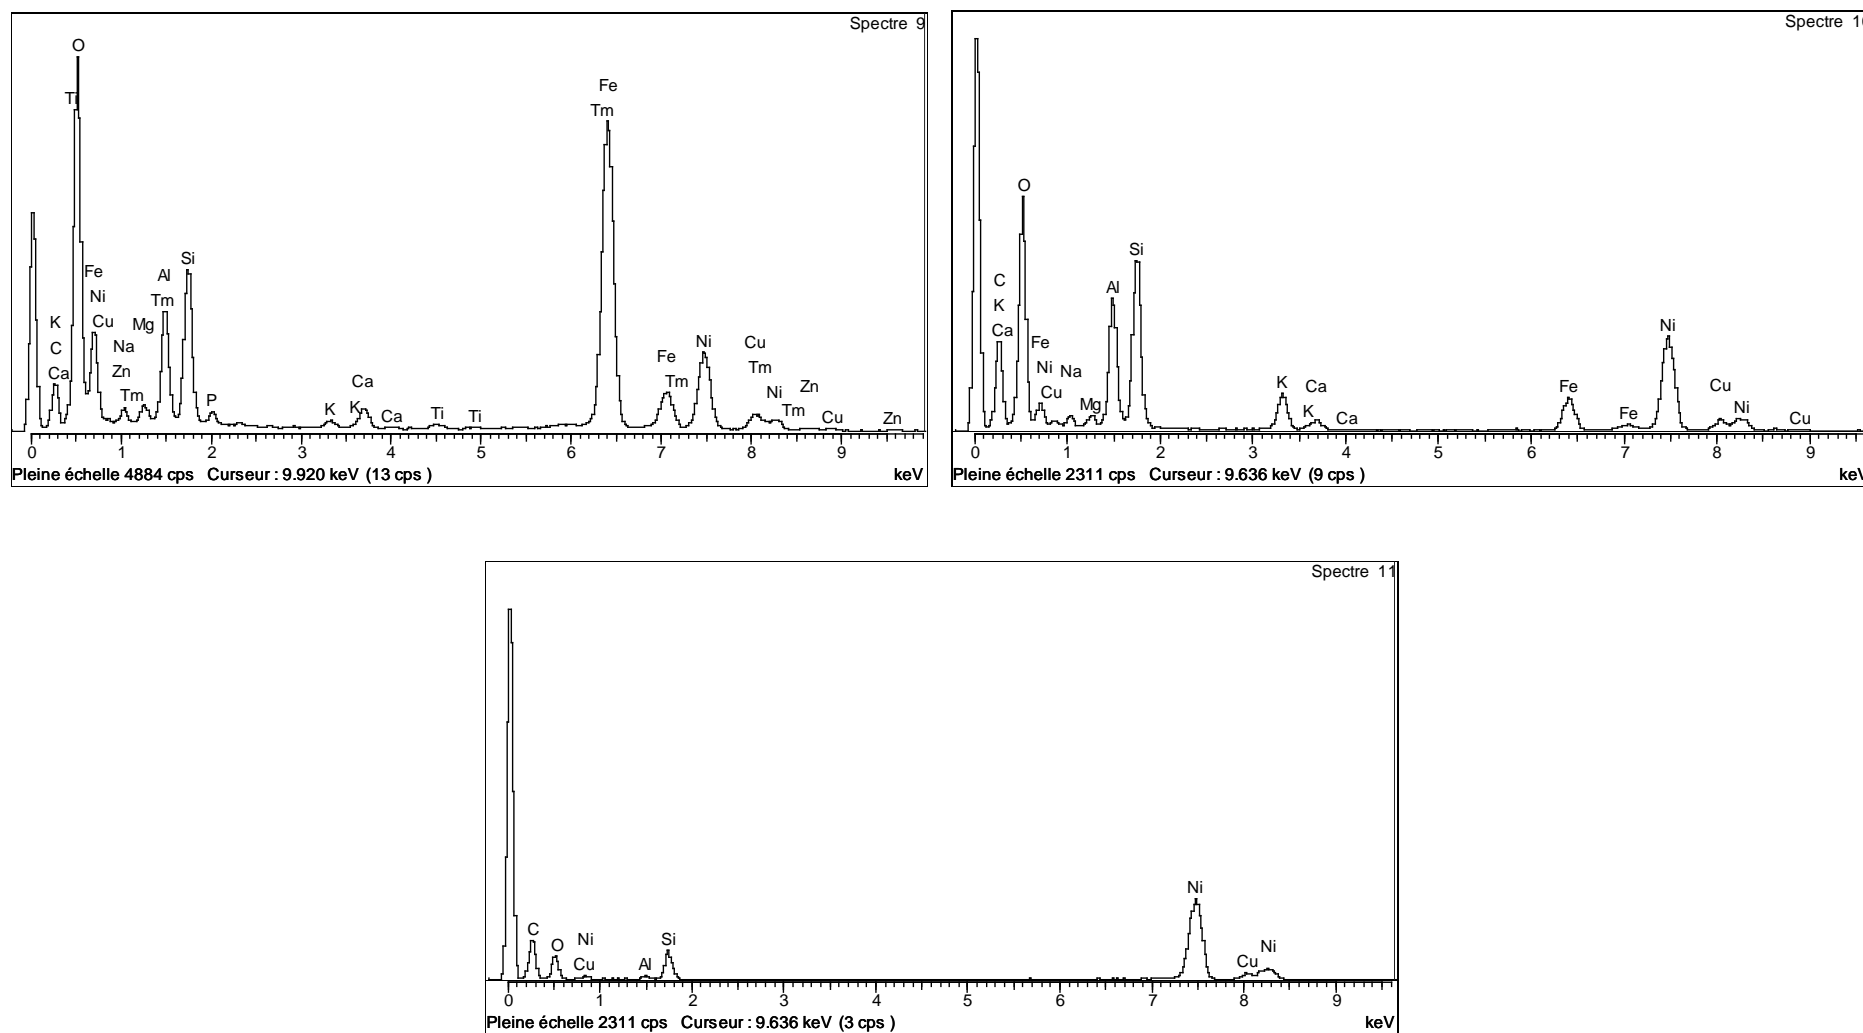 Spectre 9
O
Ti
Fe
Tm
Si
Fe
Al
Ni
Tm
K
Cu
Mg
Ni
C
Na
Fe
Cu
Ca
Zn
Tm
Tm
Zn
Tm
P
K
K
Ca
Ca
Ti
Ti
Ni
Tm
Cu
Zn
0 1 2 3 4 5 6 7 8 9
Pleine échelle 4884 cps Curseur : 9.920 keV (13 cps ) keV
Spectre 1
O
Si
C
Al
K
Ca
Fe
Ni
Na
Cu
Mg
K
Ca
K
Ca
Fe
Fe
Ni
Cu
Ni
Cu
0 1 2 3 4 5 6 7 8 9
Pleine échelle 2311 cps Curseur : 9.636 keV (9 cps ) keV
Spectre 11
Ni
C
Ni
Si
O
Ni
Cu
Al
Cu
0 1 2 3 4 5 6 7 8 9
Pleine échelle 2311 cps Curseur : 9.636 keV (3 cps ) keV